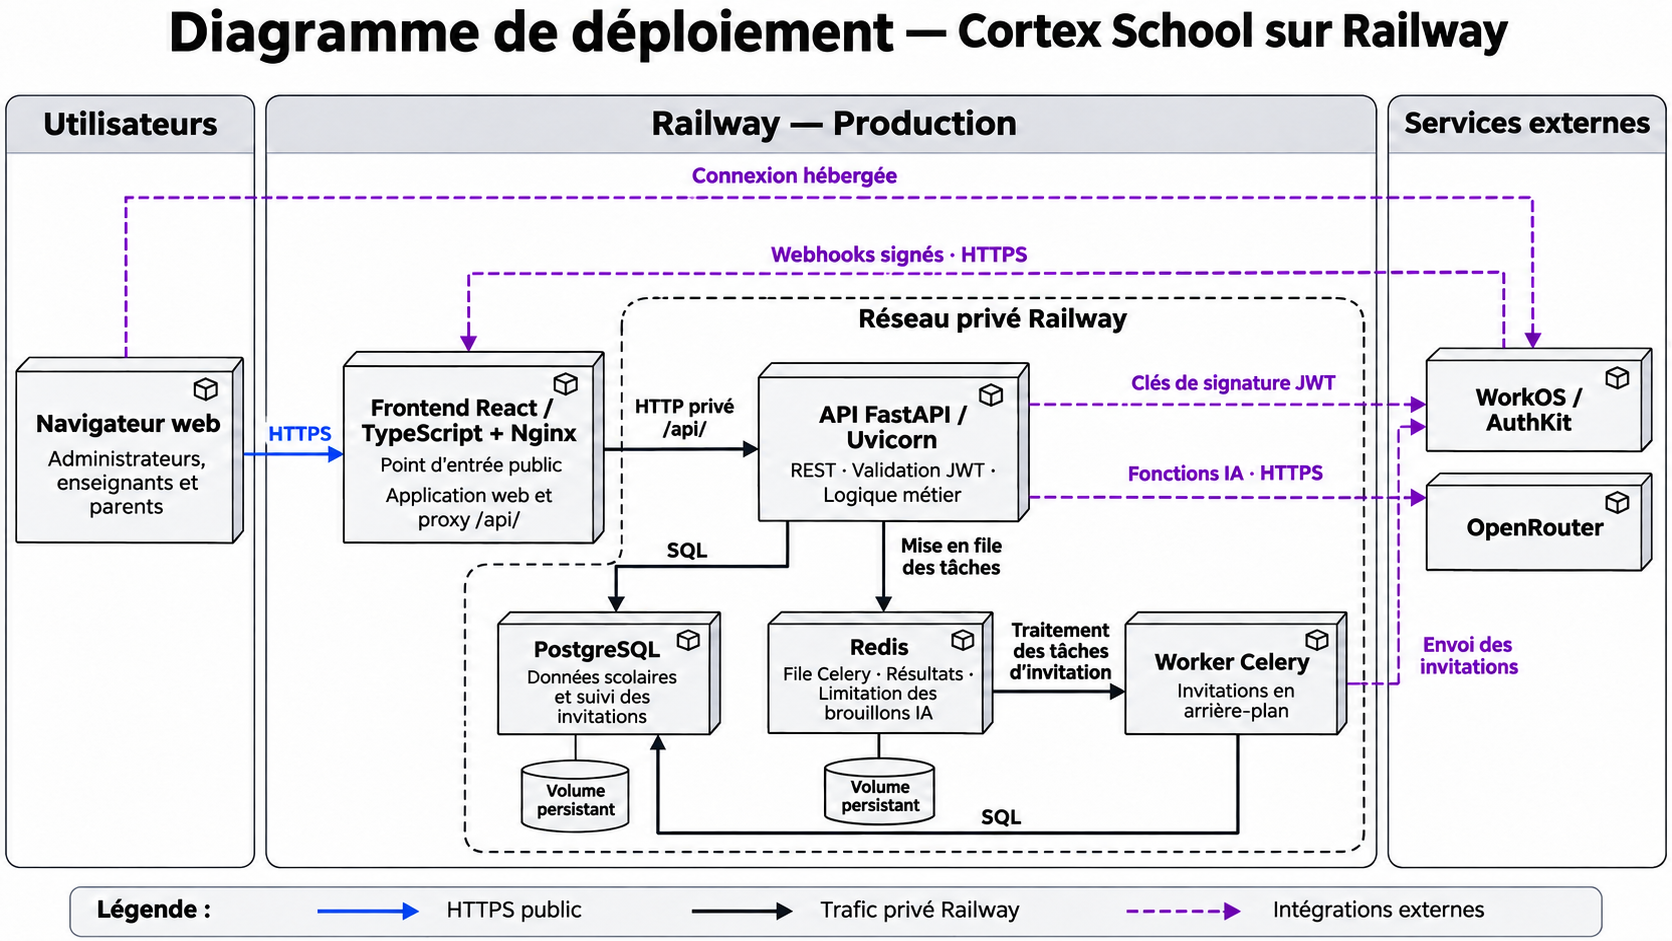 Diagramme de déploiement — Cortex School sur Railway
Utilisateurs
Railway — Production
Services externes
Connexion hébergée
Webhooks signés · HTTPS
Réseau privé Railway
Navigateur web
Administrateurs,
enseignants et
parents
HTTPS
Frontend React /
TypeScript + Nginx
Point d'entrée public
Application web et
proxy /api/
HTTP privé
/api/
API FastAPI /
Uvicorn
REST · Validation JWT ·
Logique métier
Clés de signature JWT
Fonctions IA · HTTPS
WorkOS /
AuthKit
OpenRouter
SQL
Mise en file
des tâches
PostgreSQL
Données scolaires
et suivi des
invitations
Volume
persistant
Redis
File Celery · Résultats ·
Limitation des
brouillons IA
Volume
persistant
Traitement
des tâches
d'invitation
Worker Celery
Invitations en
arrière-plan
Envoi des
invitations
SQL
Légende :
HTTPS public
Trafic privé Railway
Intégrations externes